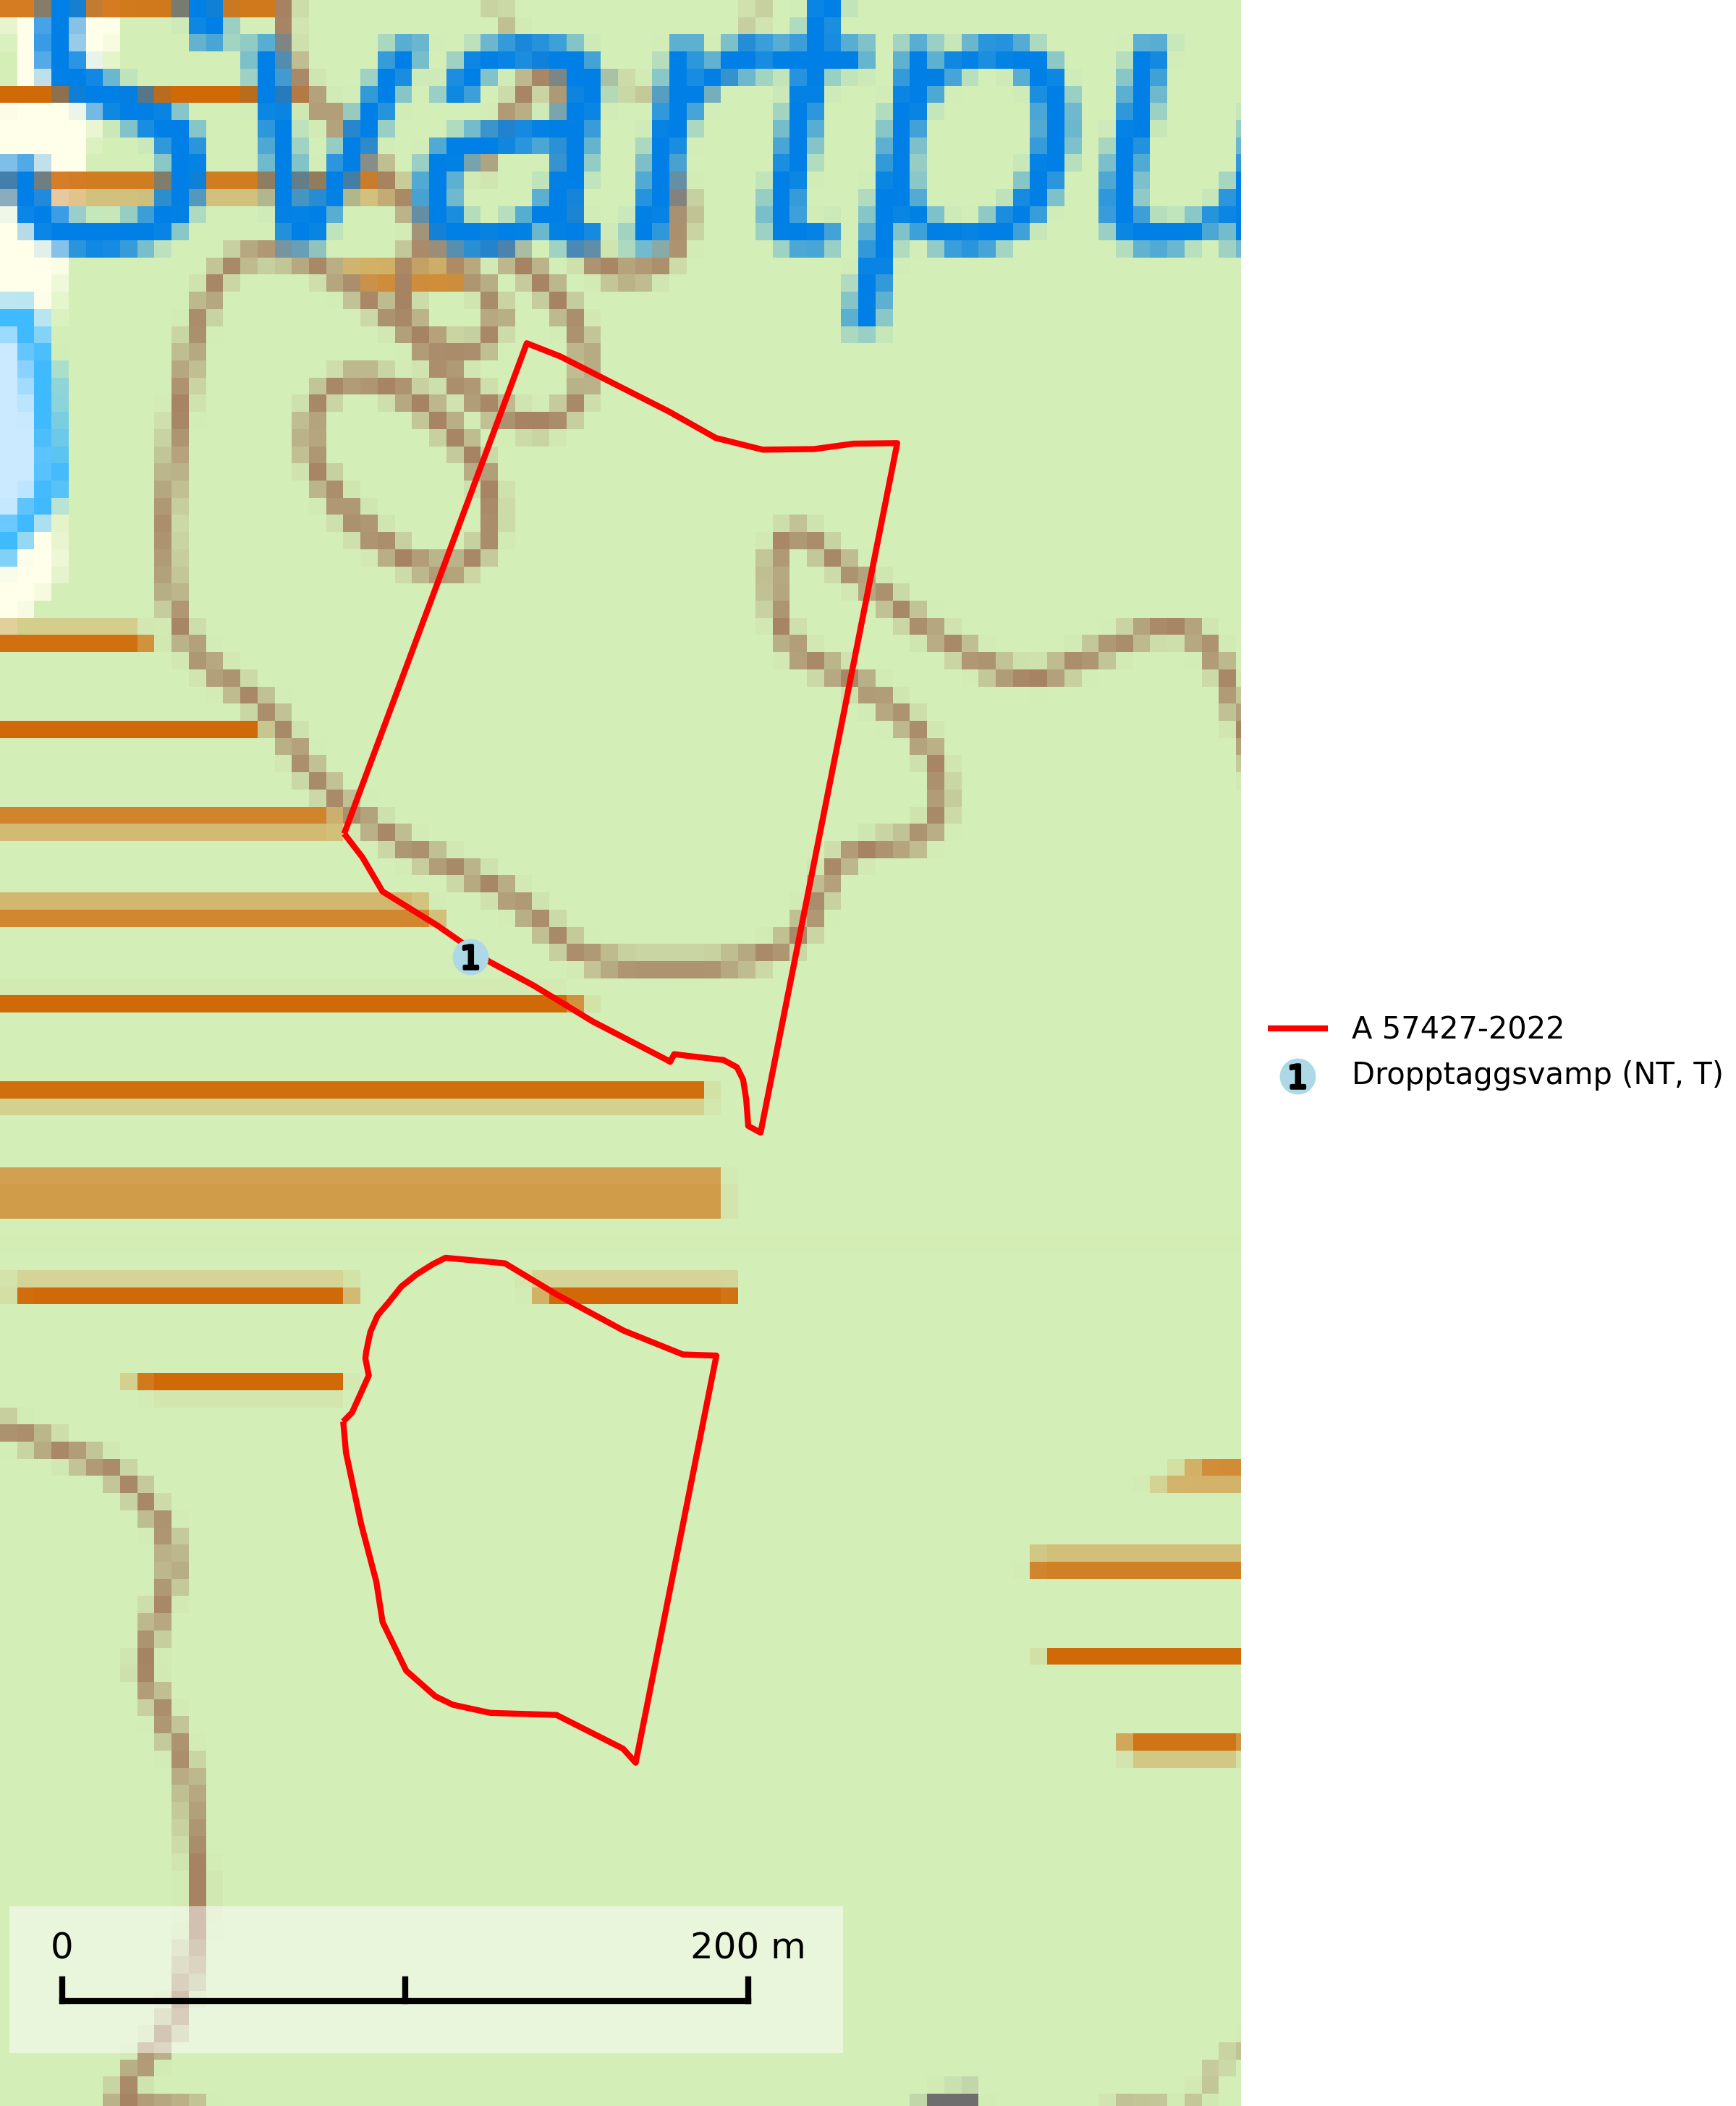 Svartpu
A 57427-2022
1 Dropptaggsvamp (NT, T)
1
0 200 m